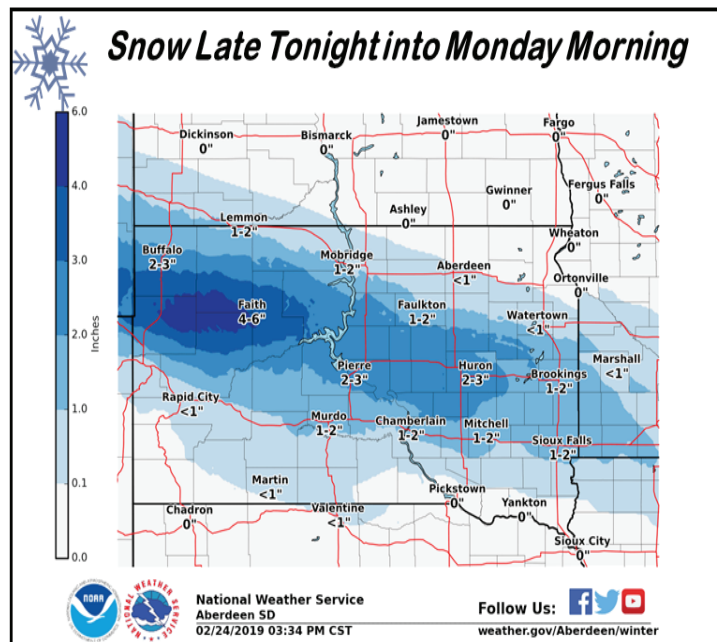 Snow Late Tonight into Monday Morning
6.0
4.0
3.0
2.0
1.0
0.1
0.0
Inches
Dickinson
0"
Bismarck
0"
Jamestown
0"
Fargo
0"
Fergus Falls
0"
Gwinner
0"
Ashley
0"
Lemmon
1-2"
Wheaton
0"
Buffalo
2-3"
Mobridge
1-2"
Aberdeen
<1"
Ortonville
0"
Faith
4-6"
Faulkton
1-2"
Watertown
<1"
Marshall
<1"
Pierre
2-3"
Huron
2-3"
Brookings
1-2"
Rapid City
<1"
Murdo
1-2"
Chamberlain
1-2"
Mitchell
1-2"
Sioux Falls
1-2"
Martin
<1"
Pickstown
0"
Yankton
0"
Chadron
0"
Valentine
<1"
Sioux City
0"
NOAA
NATIONAL WEATHER SERVICE
National Weather Service
Aberdeen SD
02/24/2019 03:34 PM CST
Follow Us:
weather.gov/Aberdeen/winter